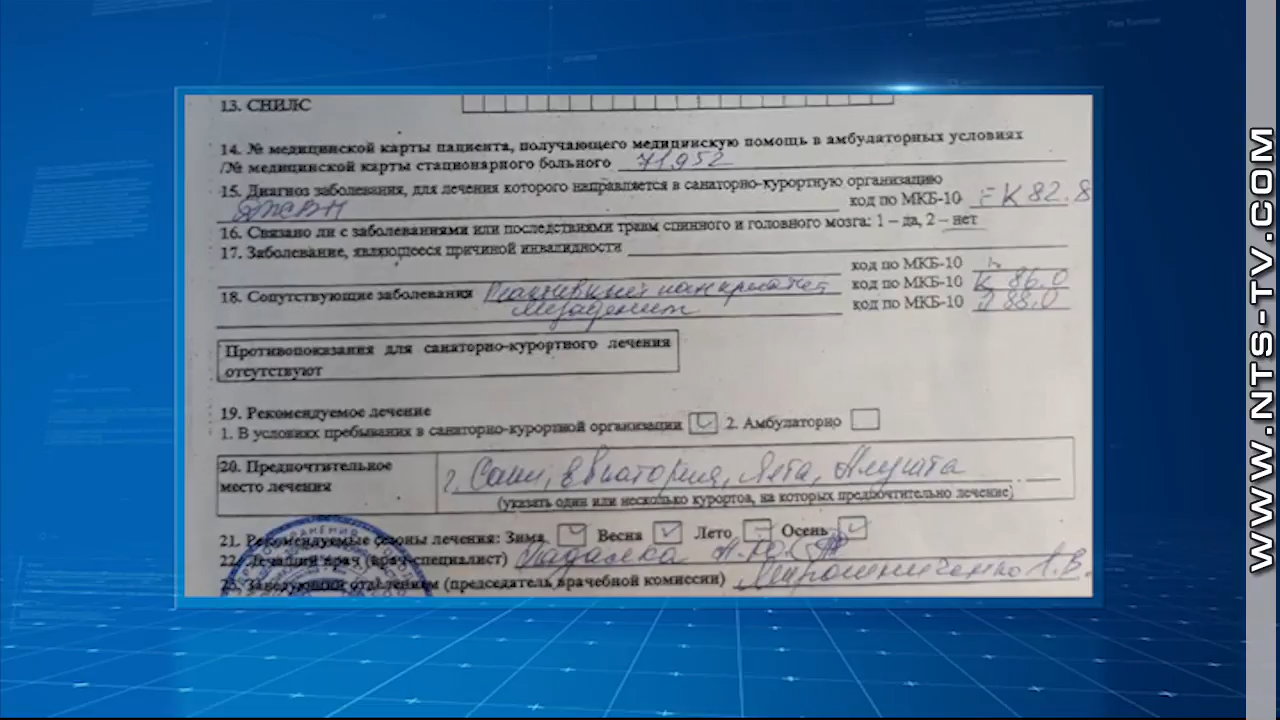 13. СНИЛС
14. № медицинской карты пациента, получающего медицинскую помощь в амбулаторных условиях
/№ медицинской карты стационарного больного 71952
15. Диагноз заболевания, для лечения которого направляется в санаторно-курортную организацию
ДЖВП код по МКБ-10 K 82.8
16. Связано ли с заболеваниями или последствиями травм спинного и головного мозга: 1 – да, 2 – нет
17. Заболевание, являющееся причиной инвалидности
код по МКБ-10
18. Сопутствующие заболевания Реактивный панкреатит код по МКБ-10 K 86.0
мезаденит код по МКБ-10 88.0
Противопоказания для санаторно-курортного лечения
отсутствуют
19. Рекомендуемое лечение
1. В условиях пребывания в санаторно-курортной организации 2. Амбулаторно
20. Предпочтительное
место лечения
г. Саки, Евпатория, Ялта, Алушта
(указать один или несколько курортов, на которых предпочтительно лечение)
21. Рекомендуемые сезоны лечения: Зима Весна Лето Осень
22. Лечащий врач (врач-специалист)
23. Заведующий отделением (председатель врачебной комиссии) Мирошниченко Л.В.
WWW.NTS-TV.COM